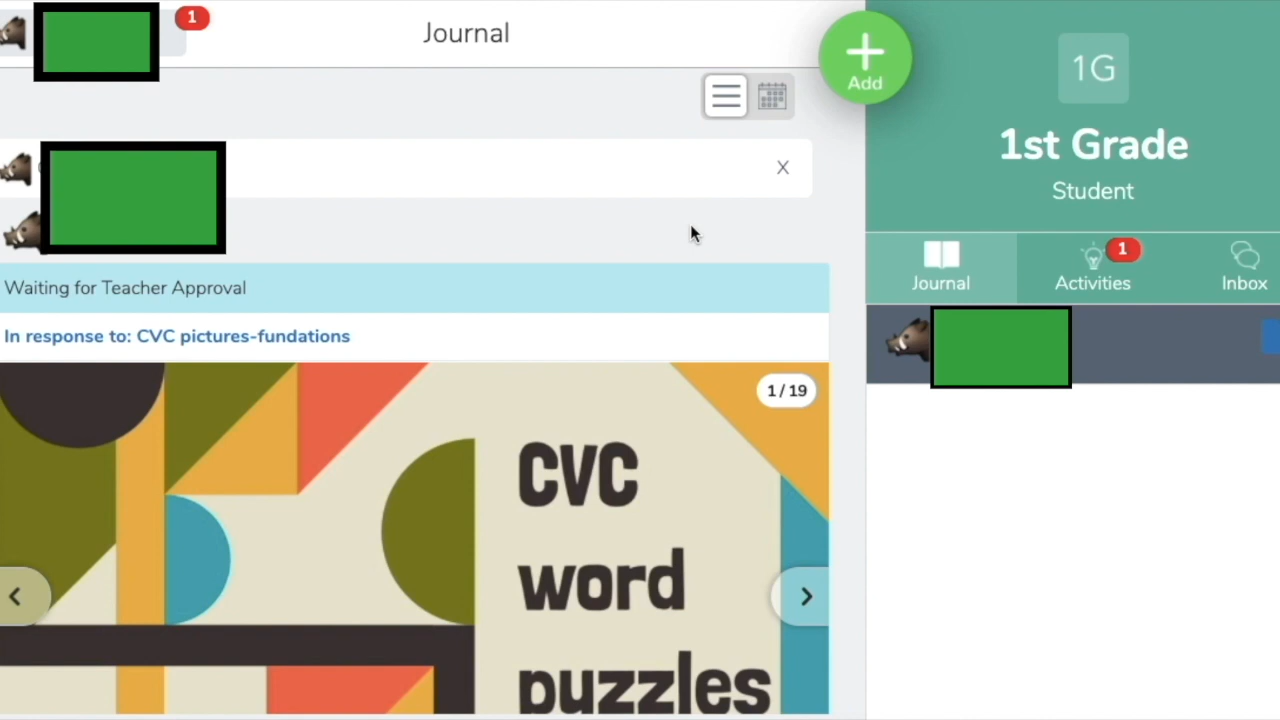 1
Journal
Add
1G
1st Grade
Student
X
Journal
1
Activities
Inbox
Waiting for Teacher Approval
In response to: CVC pictures-fundations
1 / 19
CVC
word
puzzles